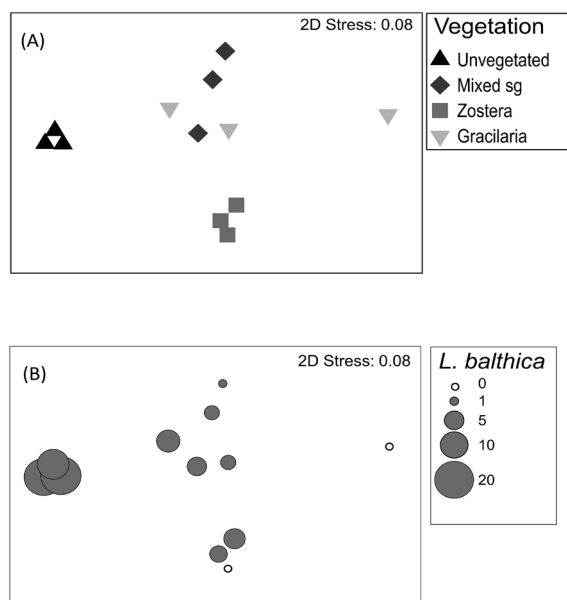 (A)
2D Stress: 0.08
Vegetation
Unvegetated
Mixed sg
Zostera
Gracilaria
(B)
2D Stress: 0.08
L. balthica
0
1
5
10
20